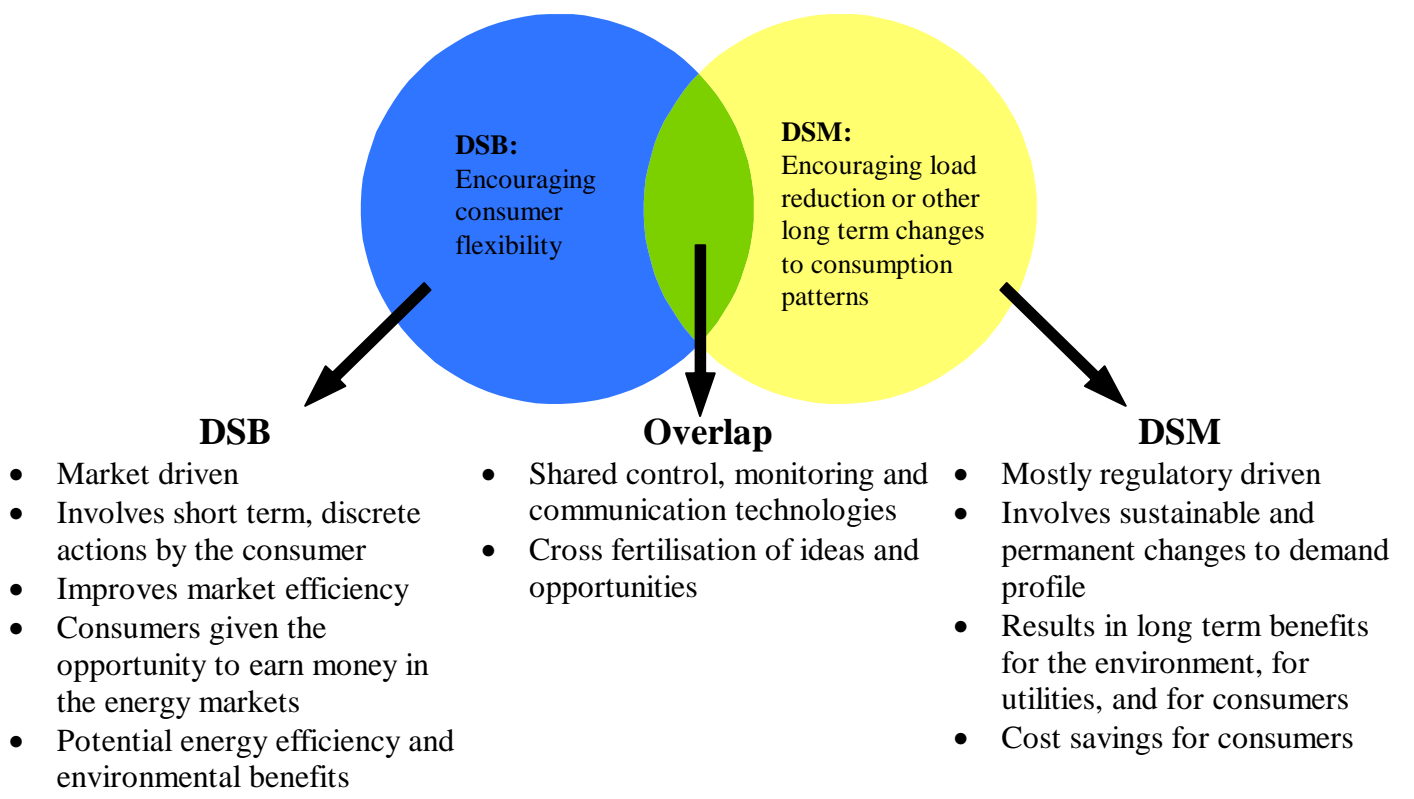 DSB:
Encouraging
consumer
flexibility
DSM:
Encouraging load
reduction or other
long term changes
to consumption
patterns
DSB
• Market driven
• Involves short term, discrete
actions by the consumer
• Improves market efficiency
• Consumers given the
opportunity to earn money in
the energy markets
• Potential energy efficiency and
environmental benefits
Overlap
• Shared control, monitoring and
communication technologies
• Cross fertilisation of ideas and
opportunities
DSM
• Mostly regulatory driven
• Involves sustainable and
permanent changes to demand
profile
• Results in long term benefits
for the environment, for
utilities, and for consumers
• Cost savings for consumers